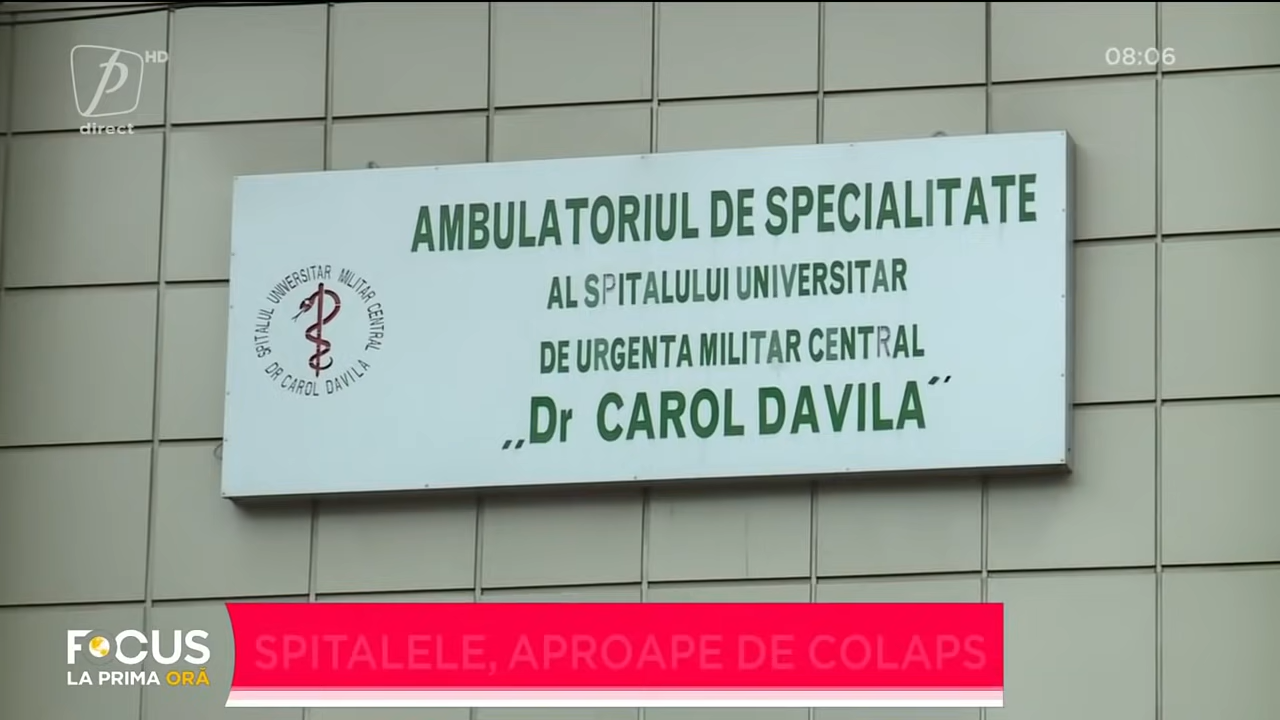 HD
direct
08:06
AMBULATORIUL DE SPECIALITATE
AL SPITALULUI UNIVERSITAR
DE URGENTA MILITAR CENTRAL
„Dr CAROL DAVILA”
SPITALUL UNIVERSITAR MILITAR CENTRAL
DR CAROL DAVILA
FOCUS
LA PRIMA ORĂ
SPITALELE, APROAPE DE COLAPS